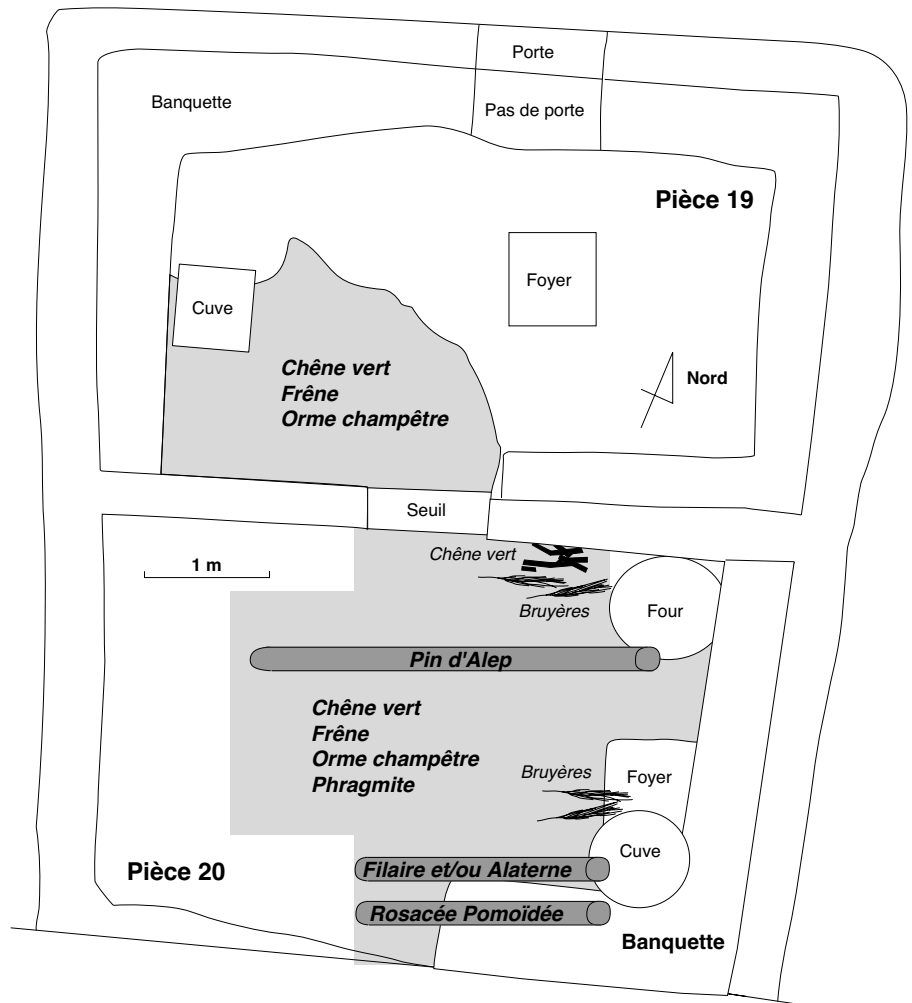 Porte
Pas de porte
Banquette
Pièce 19
Cuve
Foyer
Nord
Chêne vert
Frêne
Orme champêtre
Seuil
1 m
Chêne vert
Bruyères
Four
Pin d'Alep
Chêne vert
Frêne
Orme champêtre
Phragmite
Bruyères
Foyer
Cuve
Pièce 20
Filaire et/ou Alaterne
Rosacée Pomoïdée
Banquette